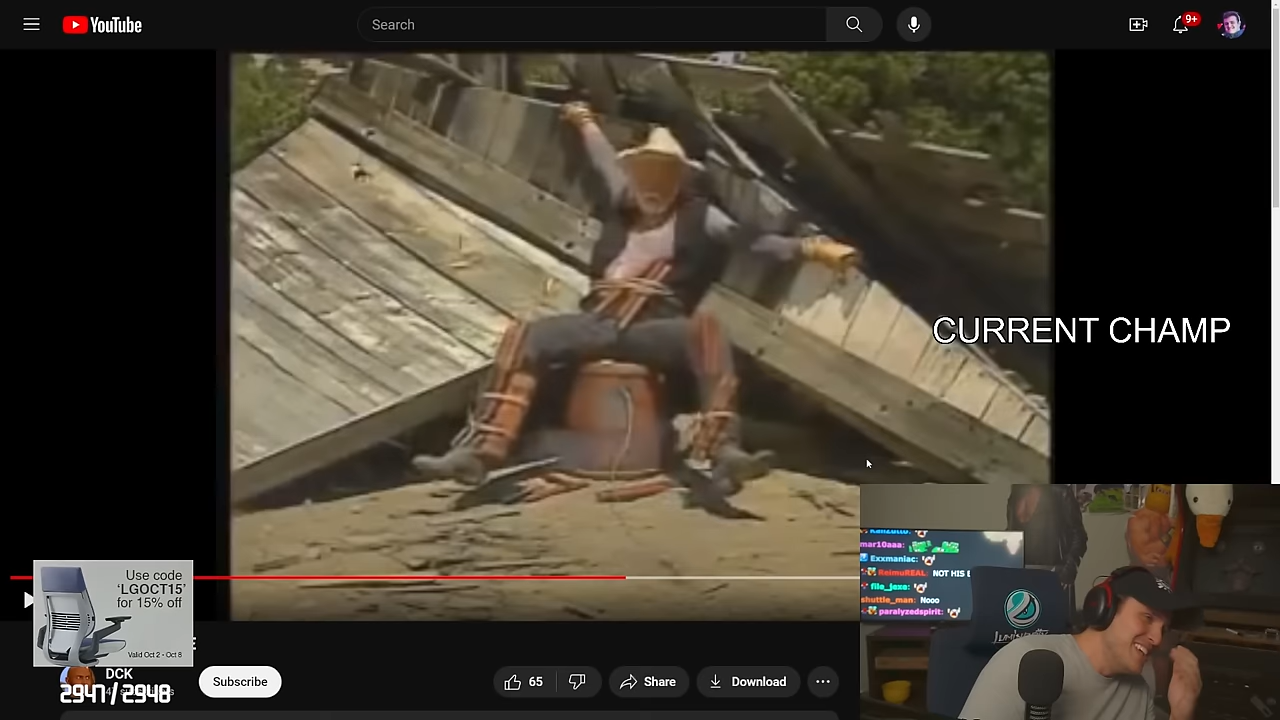 YouTube
Search
9+
CURRENT CHAMP
Use code
'LGOCT15'
for 15% off
Valid Oct 2 - Oct 8
mar10aaa:
Exxmaniac:
ReimuREAL: NOT HIS
file_jexe:
shuttle_man: Nooo
paralyzedspirit:
DCK
Subscribe
65
Share
Download
2947/2948